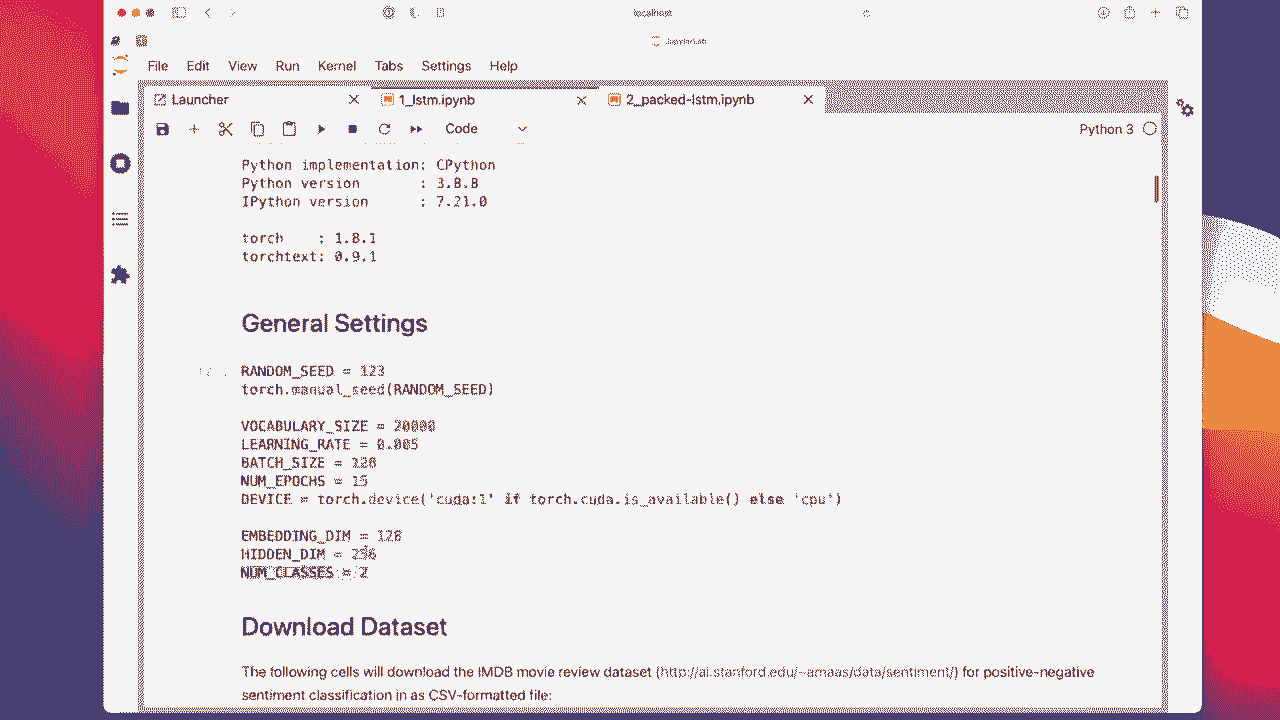 localhost
JupyterLab
File Edit View Run Kernel Tabs Settings Help
Launcher 1_lstm.ipynb 2_packed-lstm.ipynb
Code Python 3
Python implementation: CPython
Python version : 3.8.8
IPython version : 7.21.0
torch : 1.8.1
torchtext: 0.9.1
General Settings
RANDOM_SEED = 123
torch.manual_seed(RANDOM_SEED)
VOCABULARY_SIZE = 20000
LEARNING_RATE = 0.005
BATCH_SIZE = 128
NUM_EPOCHS = 15
DEVICE = torch.device('cuda:1' if torch.cuda.is_available() else 'cpu')
EMBEDDING_DIM = 128
HIDDEN_DIM = 256
NUM_CLASSES = 2
Download Dataset
The following cells will download the IMDB movie review dataset (http://ai.stanford.edu/~amaas/data/sentiment/) for positive-negative
sentiment classification in as CSV-formatted file: